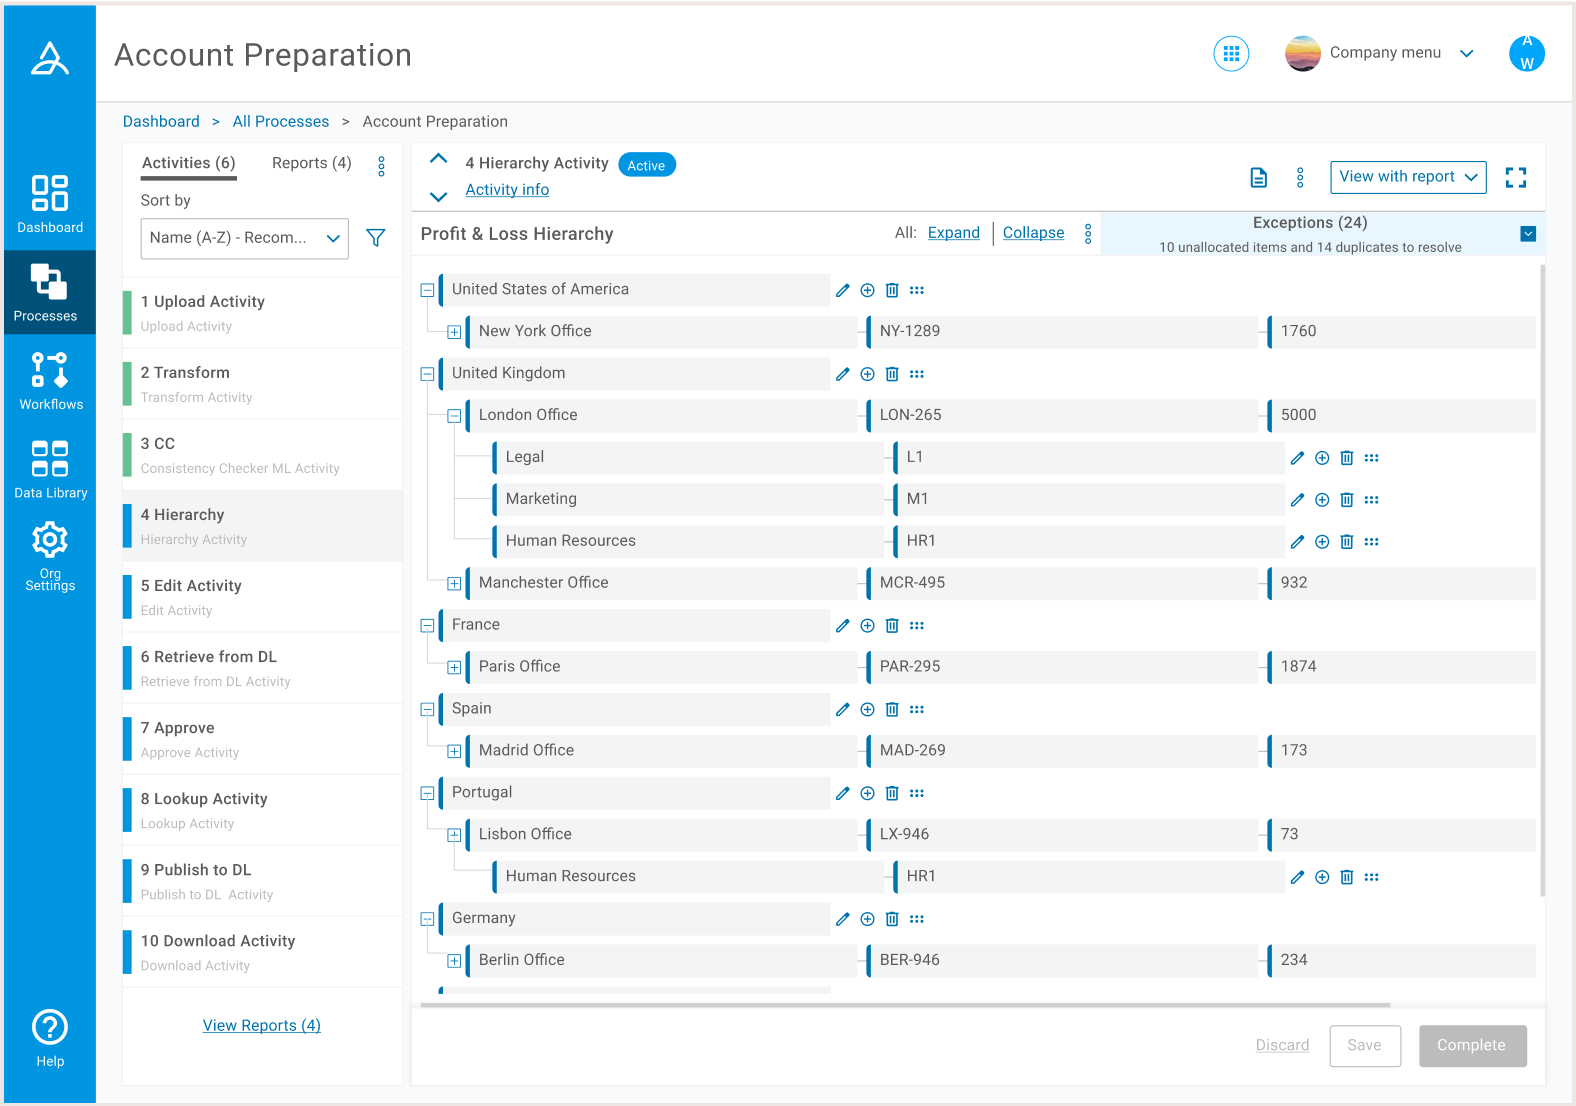 Account Preparation
Company menu
A
W
Dashboard > All Processes > Account Preparation
Dashboard
Processes
Workflows
Data Library
Org
Settings
Help
Activities (6)
Reports (4)
Sort by
Name (A-Z) - Recom...
1 Upload Activity
Upload Activity
2 Transform
Transform Activity
3 CC
Consistency Checker ML Activity
4 Hierarchy
Hierarchy Activity
5 Edit Activity
Edit Activity
6 Retrieve from DL
Retrieve from DL Activity
7 Approve
Approve Activity
8 Lookup Activity
Lookup Activity
9 Publish to DL
Publish to DL Activity
10 Download Activity
Download Activity
View Reports (4)
4 Hierarchy Activity Active
Activity info
View with report
Profit & Loss Hierarchy
All: Expand Collapse
Exceptions (24)
10 unallocated items and 14 duplicates to resolve
United States of America
New York Office NY-1289 1760
United Kingdom
London Office LON-265 5000
Legal L1
Marketing M1
Human Resources HR1
Manchester Office MCR-495 932
France
Paris Office PAR-295 1874
Spain
Madrid Office MAD-269 173
Portugal
Lisbon Office LX-946 73
Human Resources HR1
Germany
Berlin Office BER-946 234
Discard Save Complete